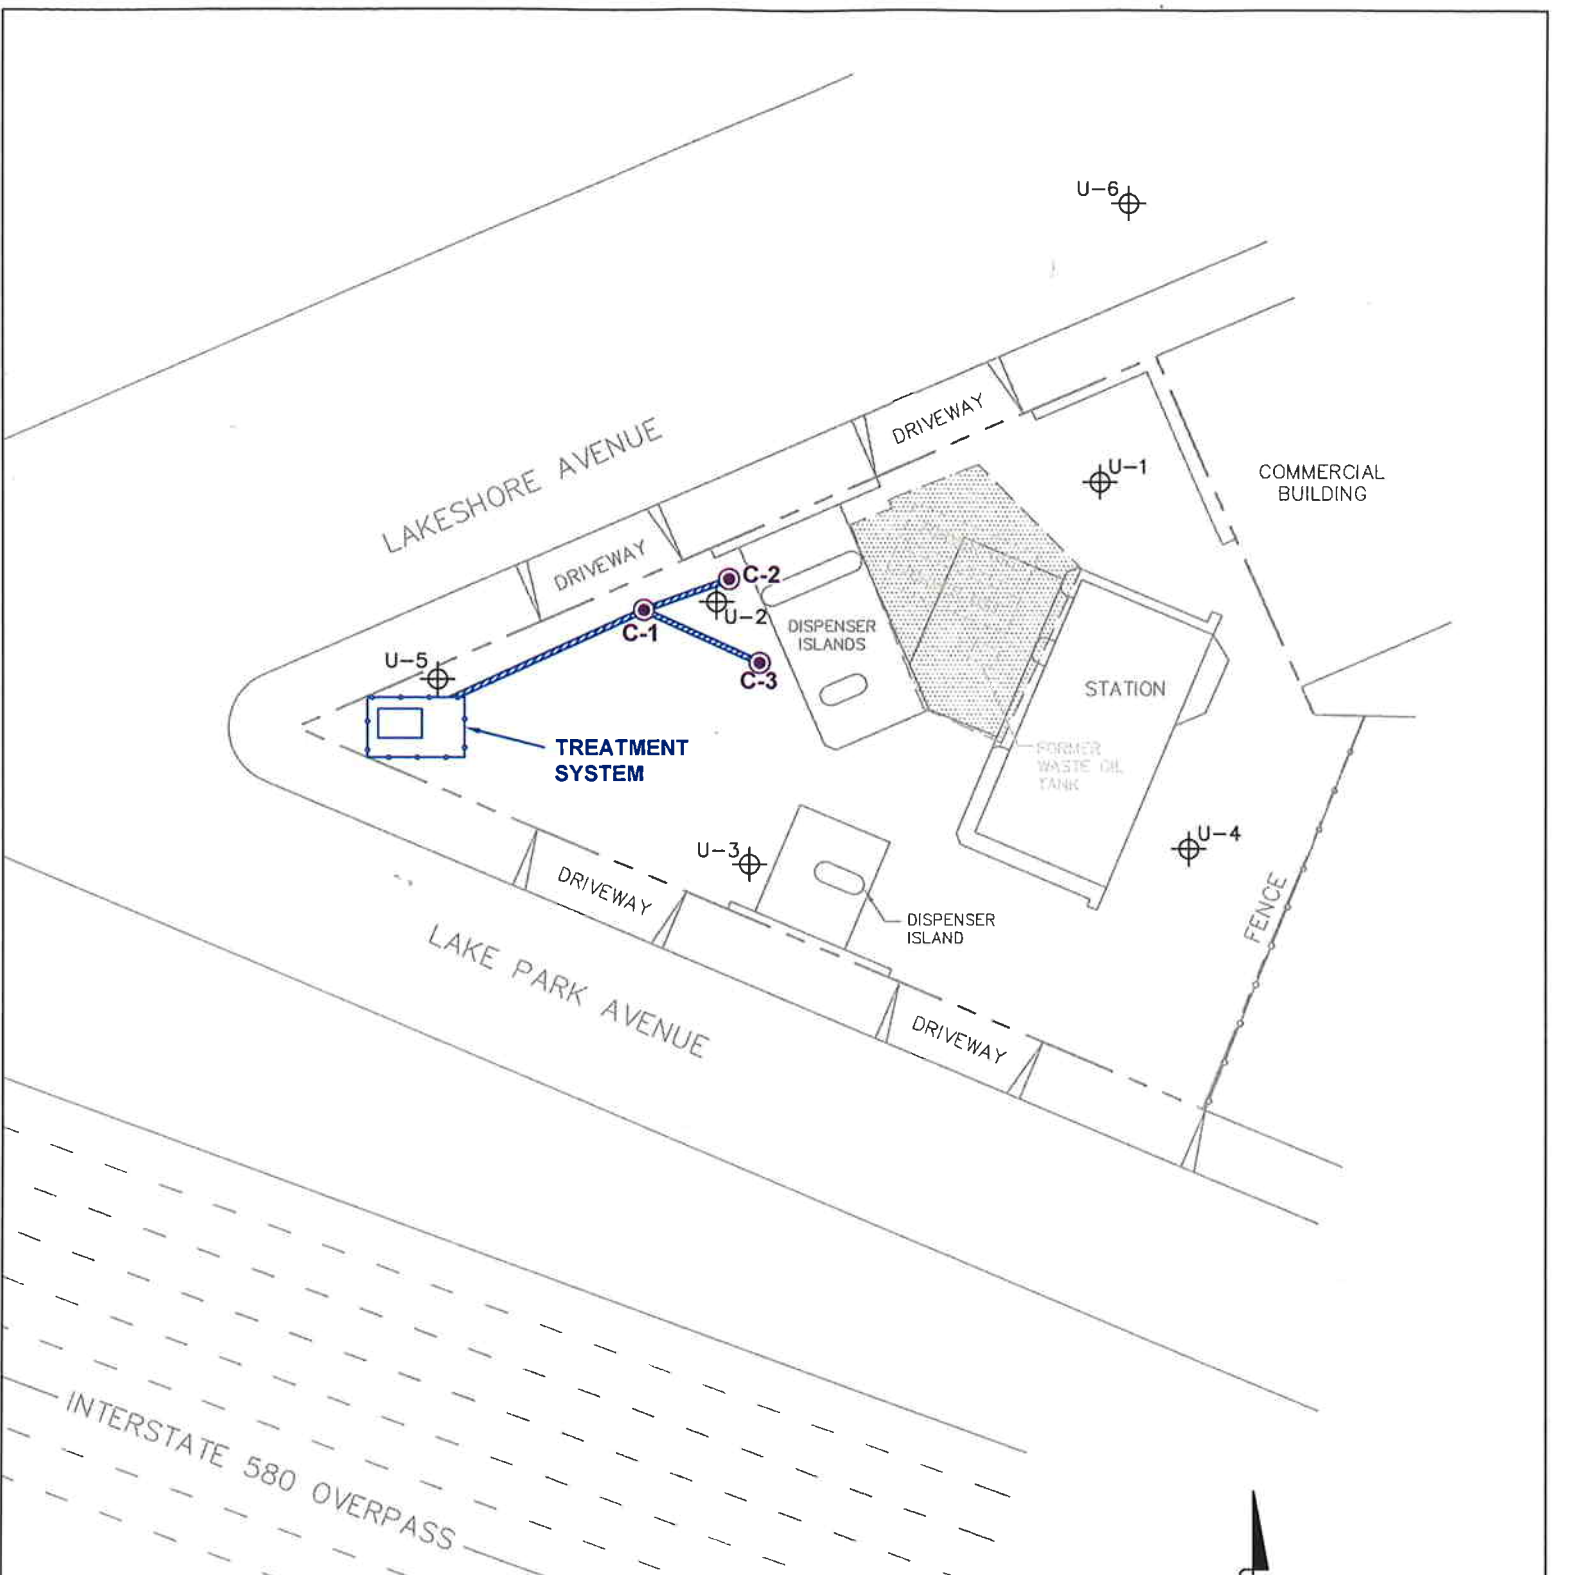 U-6
LAKESHORE AVENUE
DRIVEWAY
U-1
COMMERCIAL
BUILDING
DRIVEWAY
C-2
U-2
C-1
DISPENSER
ISLANDS
U-5
C-3
STATION
TREATMENT
SYSTEM
FORMER
WASTE OIL
TANK
U-3
U-4
DRIVEWAY
DISPENSER
ISLAND
FENCE
LAKE PARK AVENUE
DRIVEWAY
INTERSTATE 580 OVERPASS